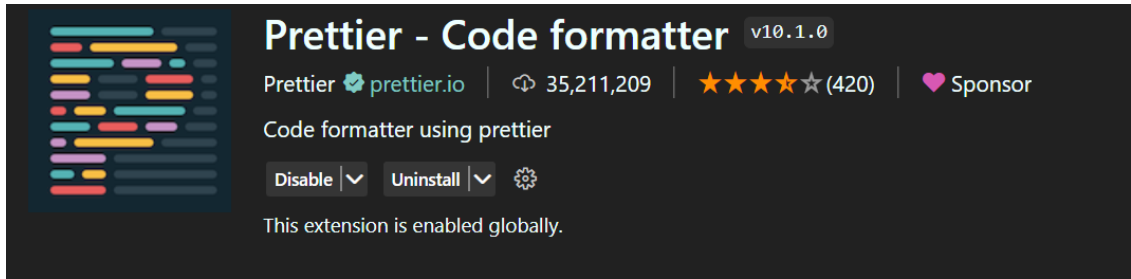 Prettier - Code formatter v10.1.0
Prettier prettier.io 35,211,209 (420) Sponsor
Code formatter using prettier
Disable Uninstall
This extension is enabled globally.